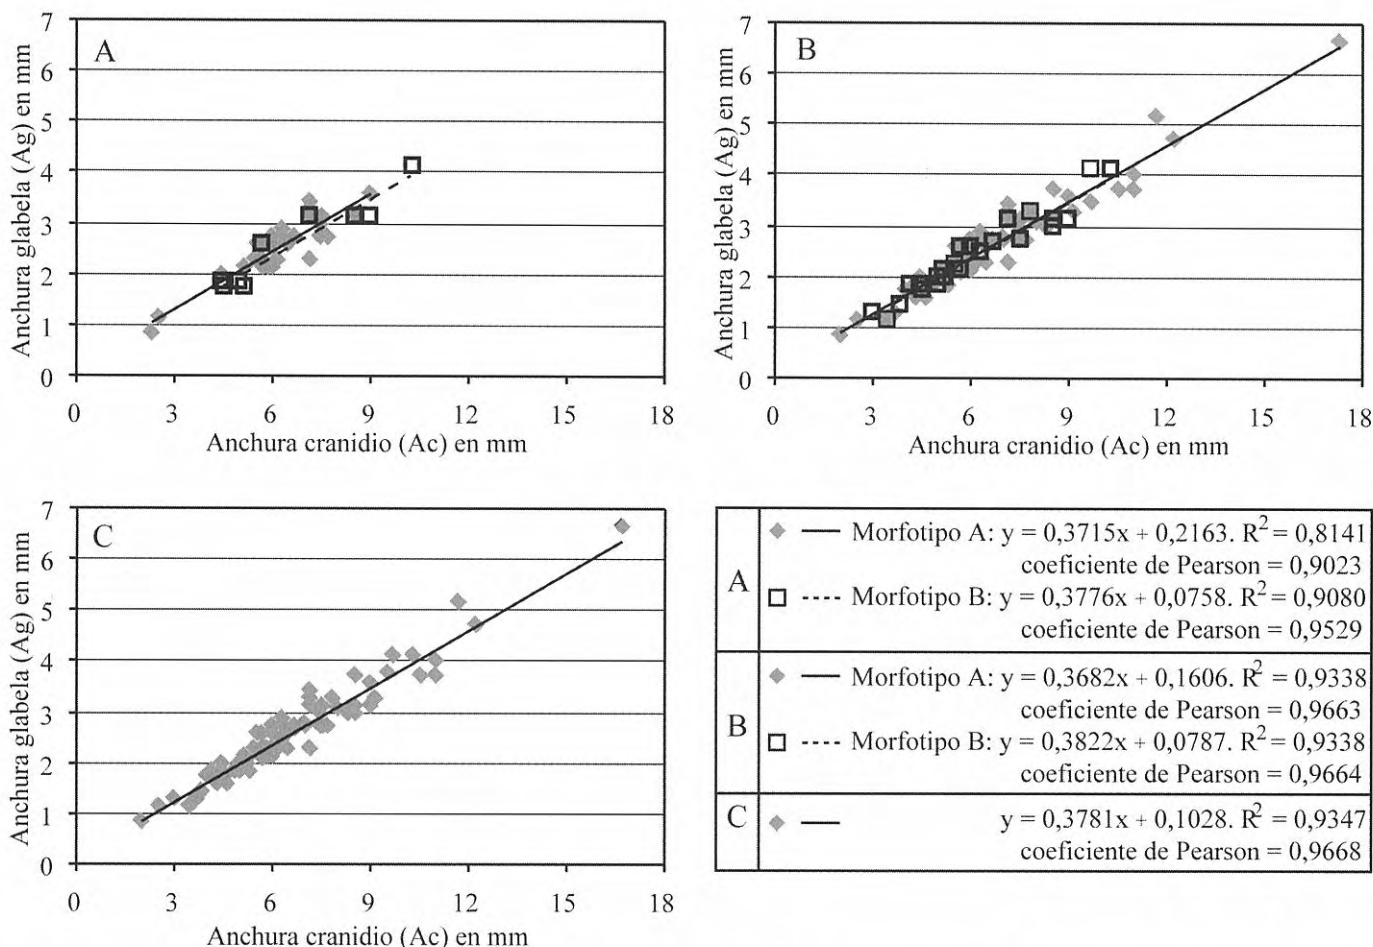 A
7
6
5
4
3
2
1
0
Anchura glabela (Ag) en mm
0 3 6 9 12 15 18
Anchura cranidio (Ac) en mm
B
7
6
5
4
3
2
1
0
Anchura glabela (Ag) en mm
0 3 6 9 12 15 18
Anchura cranidio (Ac) en mm
C
7
6
5
4
3
2
1
0
Anchura glabela (Ag) en mm
0 3 6 9 12 15 18
Anchura cranidio (Ac) en mm
A
Morfotipo A: y = 0,3715x + 0,2163. R² = 0,8141
coeficiente de Pearson = 0,9023
Morfotipo B: y = 0,3776x + 0,0758. R² = 0,9080
coeficiente de Pearson = 0,9529
B
Morfotipo A: y = 0,3682x + 0,1606. R² = 0,9338
coeficiente de Pearson = 0,9663
Morfotipo B: y = 0,3822x + 0,0787. R² = 0,9338
coeficiente de Pearson = 0,9664
C
y = 0,3781x + 0,1028. R² = 0,9347
coeficiente de Pearson = 0,9668